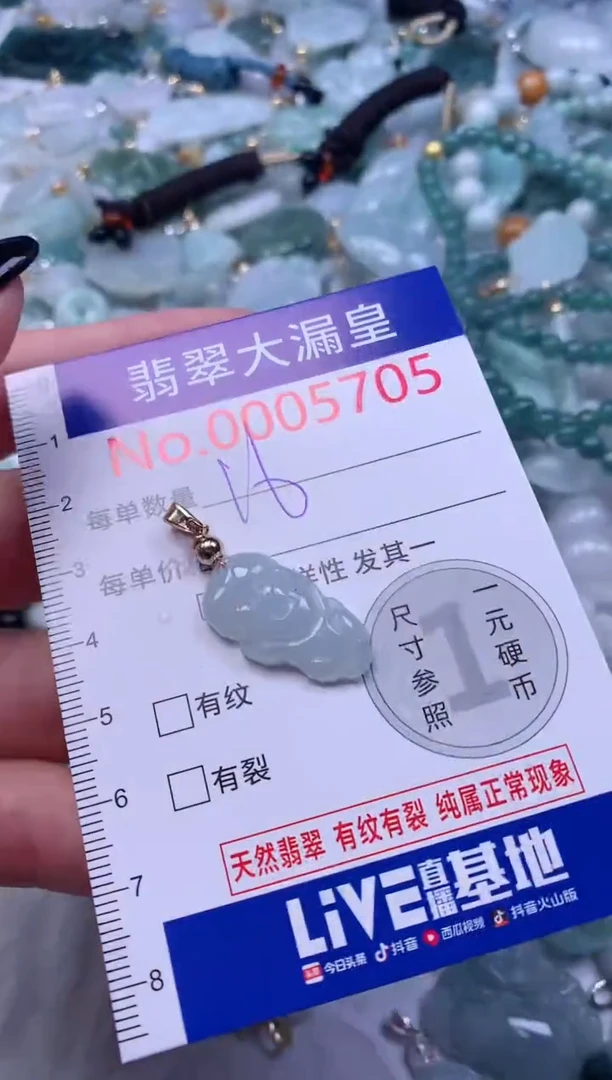 翡翠大漏皇
No.0005705
每单数量 16
每单价 样性 发其一
1
2
3
4
5
6
7
8
尺寸参照
1
一元硬币
有纹
有裂
天然翡翠 有纹有裂 纯属正常现象
LiVE直播基地
头条 今日头条 抖音 西瓜视频 抖音火山版